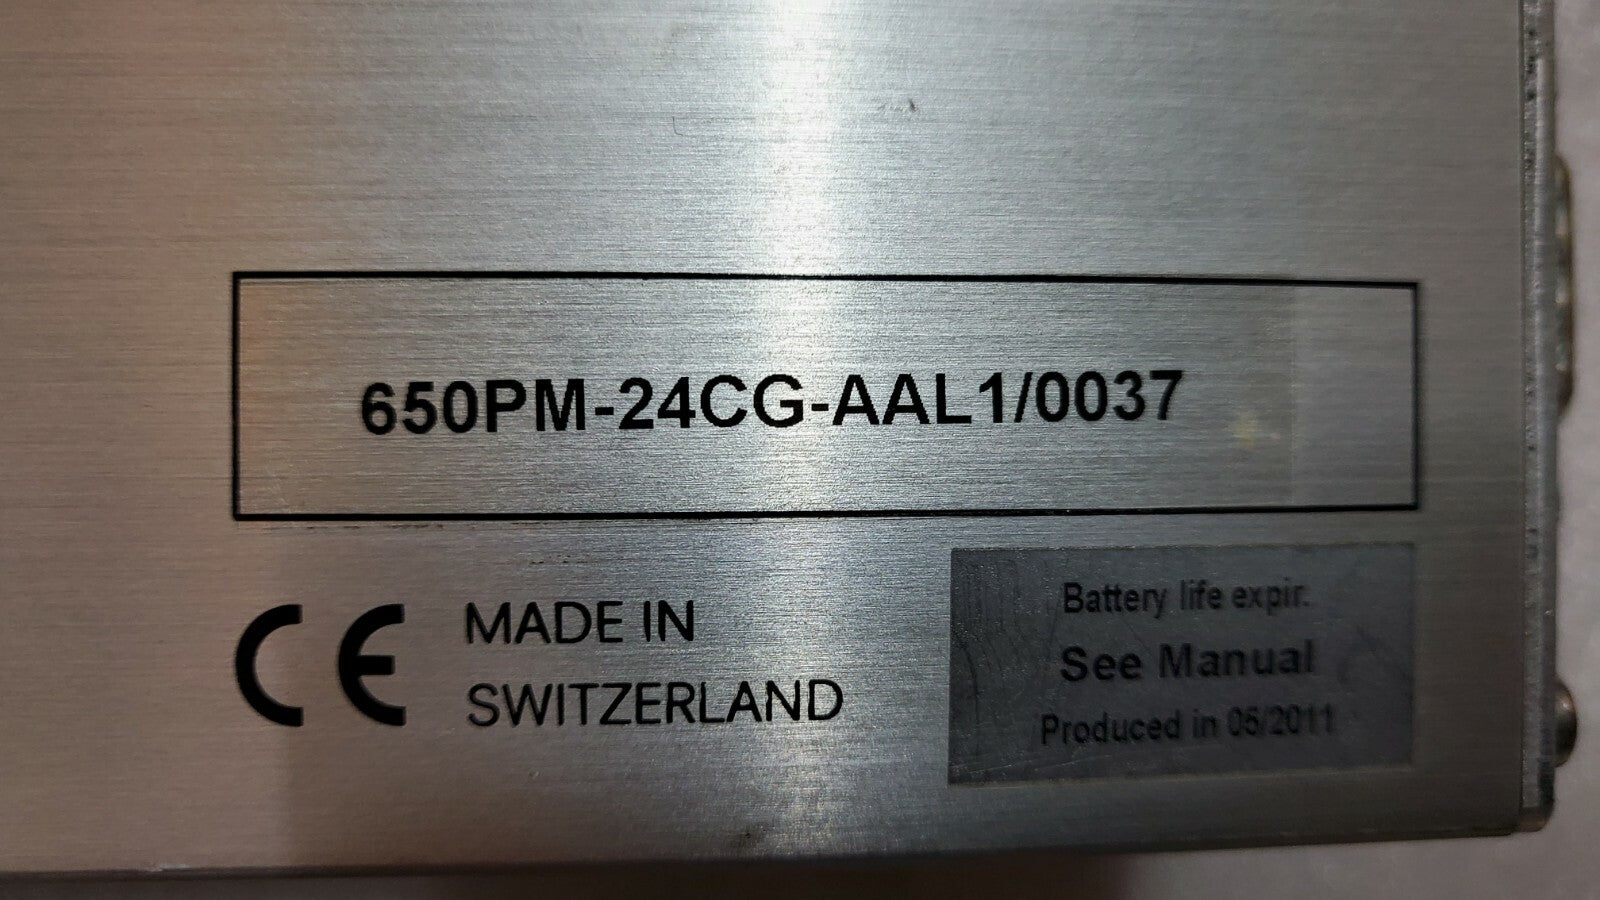 650PM-24CG-AAL1/0037
CE
MADE IN
SWITZERLAND
Battery life expir.
See Manual
Produced in 05/2011